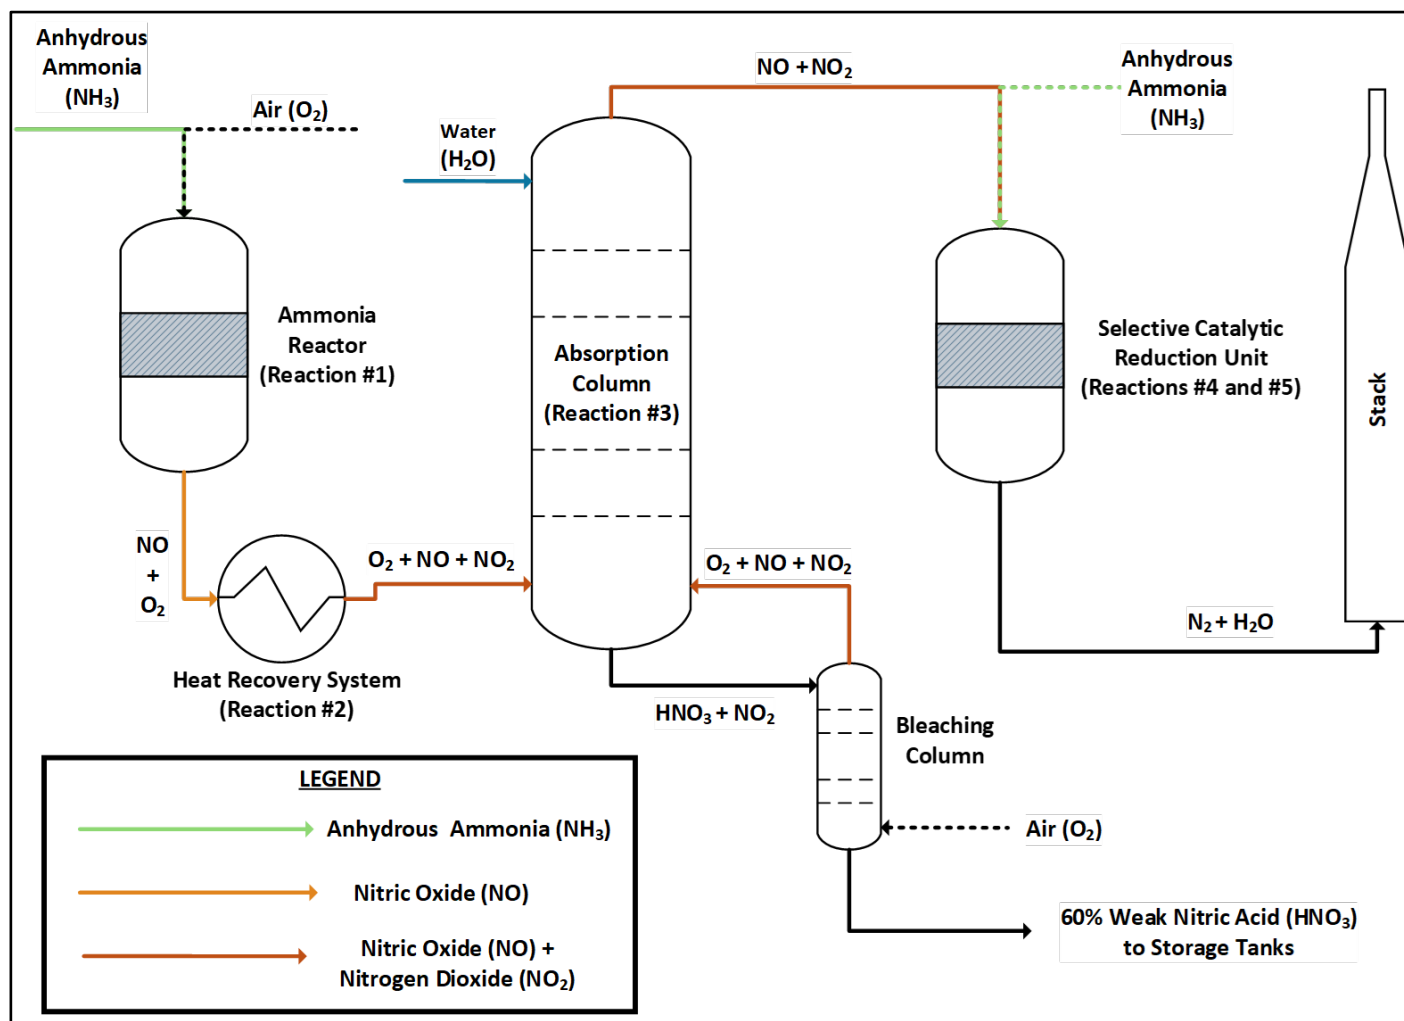 Anhydrous
Ammonia
(NH₃)
Air (O₂)
Water
(H₂O)
NO + NO₂
Anhydrous
Ammonia
(NH₃)
Ammonia
Reactor
(Reaction #1)
Absorption
Column
(Reaction #3)
Selective Catalytic
Reduction Unit
(Reactions #4 and #5)
Stack
NO
+
O₂
O₂ + NO + NO₂
O₂ + NO + NO₂
N₂ + H₂O
Heat Recovery System
(Reaction #2)
HNO₃ + NO₂
Bleaching
Column
Air (O₂)
60% Weak Nitric Acid (HNO₃)
to Storage Tanks
LEGEND
Anhydrous Ammonia (NH₃)
Nitric Oxide (NO)
Nitric Oxide (NO) +
Nitrogen Dioxide (NO₂)